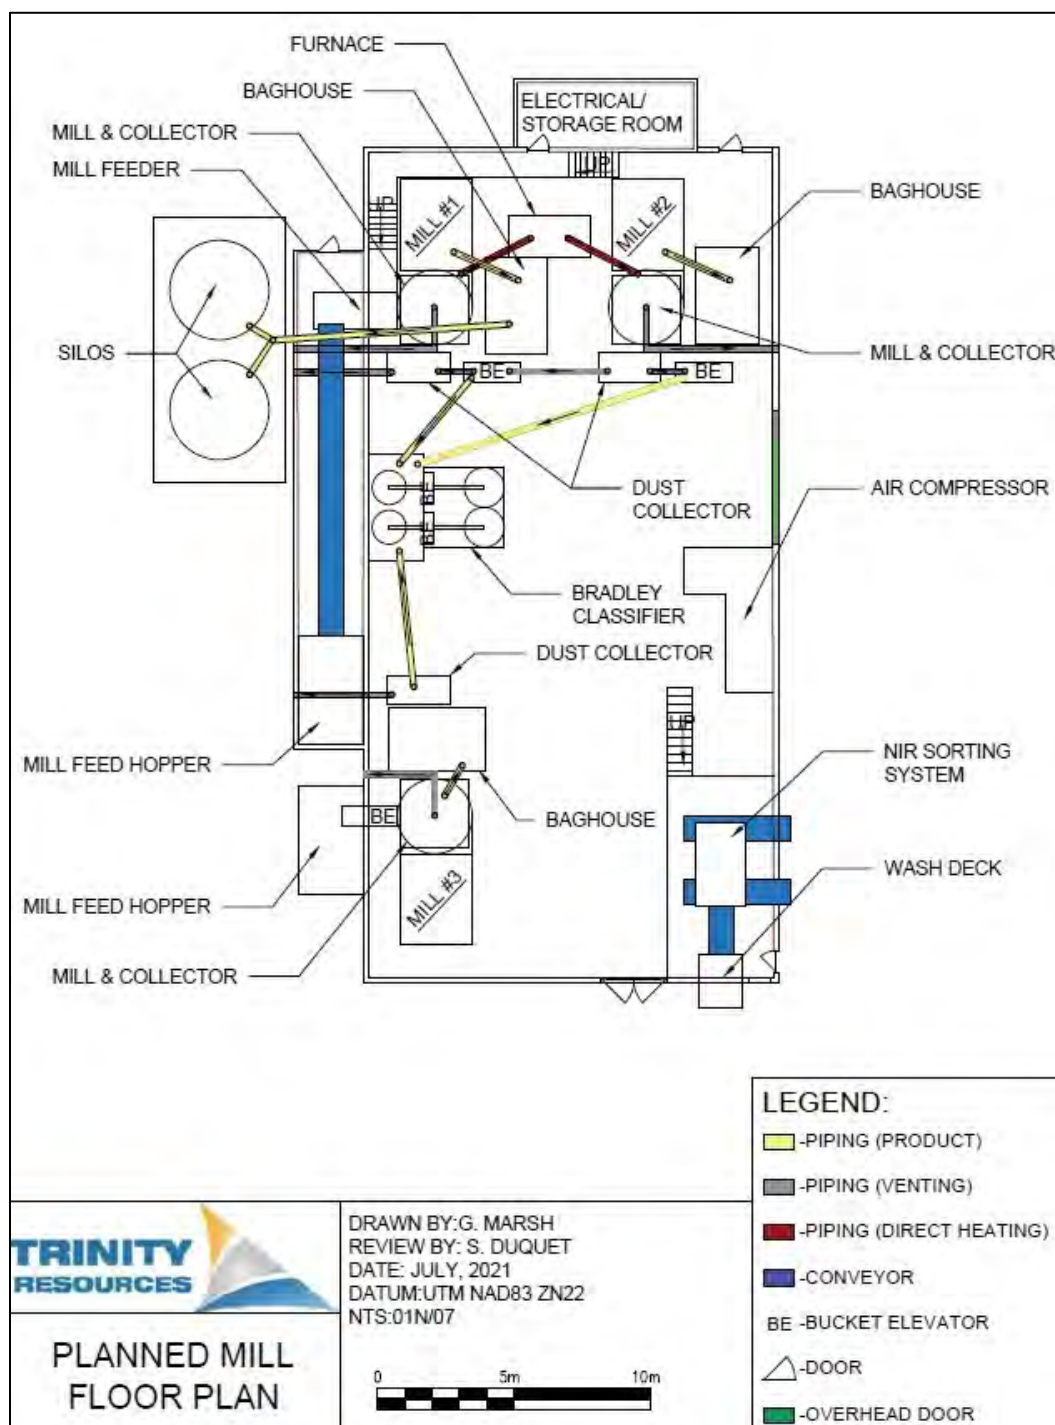 FURNACE
BAGHOUSE
MILL & COLLECTOR
MILL FEEDER
ELECTRICAL/
STORAGE ROOM
UP
UP
MILL #1
MILL #2
BAGHOUSE
SILOS
MILL & COLLECTOR
BE
BE
DUST
COLLECTOR
AIR COMPRESSOR
BRADLEY
CLASSIFIER
DUST COLLECTOR
UP
MILL FEED HOPPER
NIR SORTING
SYSTEM
BE
BAGHOUSE
WASH DECK
MILL FEED HOPPER
MILL #3
MILL & COLLECTOR
LEGEND:
-PIPING (PRODUCT)
-PIPING (VENTING)
-PIPING (DIRECT HEATING)
-CONVEYOR
BE -BUCKET ELEVATOR
-DOOR
-OVERHEAD DOOR
TRINITY
RESOURCES
PLANNED MILL
FLOOR PLAN
DRAWN BY:G. MARSH
REVIEW BY: S. DUQUET
DATE: JULY, 2021
DATUM:UTM NAD83 ZN22
NTS:01N/07
0 5m 10m